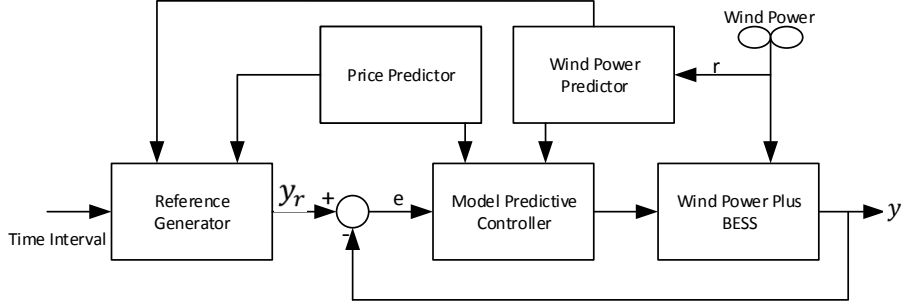 Wind Power
Price Predictor
Wind Power
Predictor
r
Reference
Generator
y_r
+
e
-
Model Predictive
Controller
Wind Power Plus
BESS
y
Time Interval